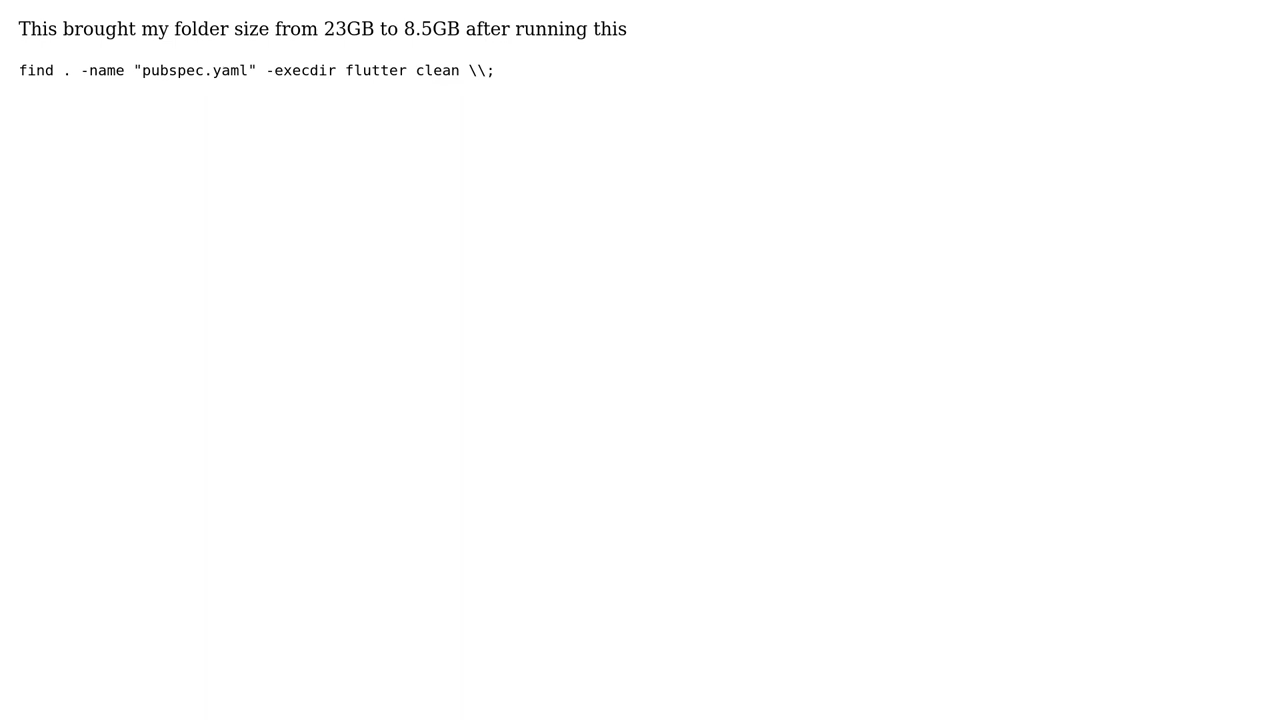 This brought my folder size from 23GB to 8.5GB after running this
find . -name "pubspec.yaml" -execdir flutter clean \\;